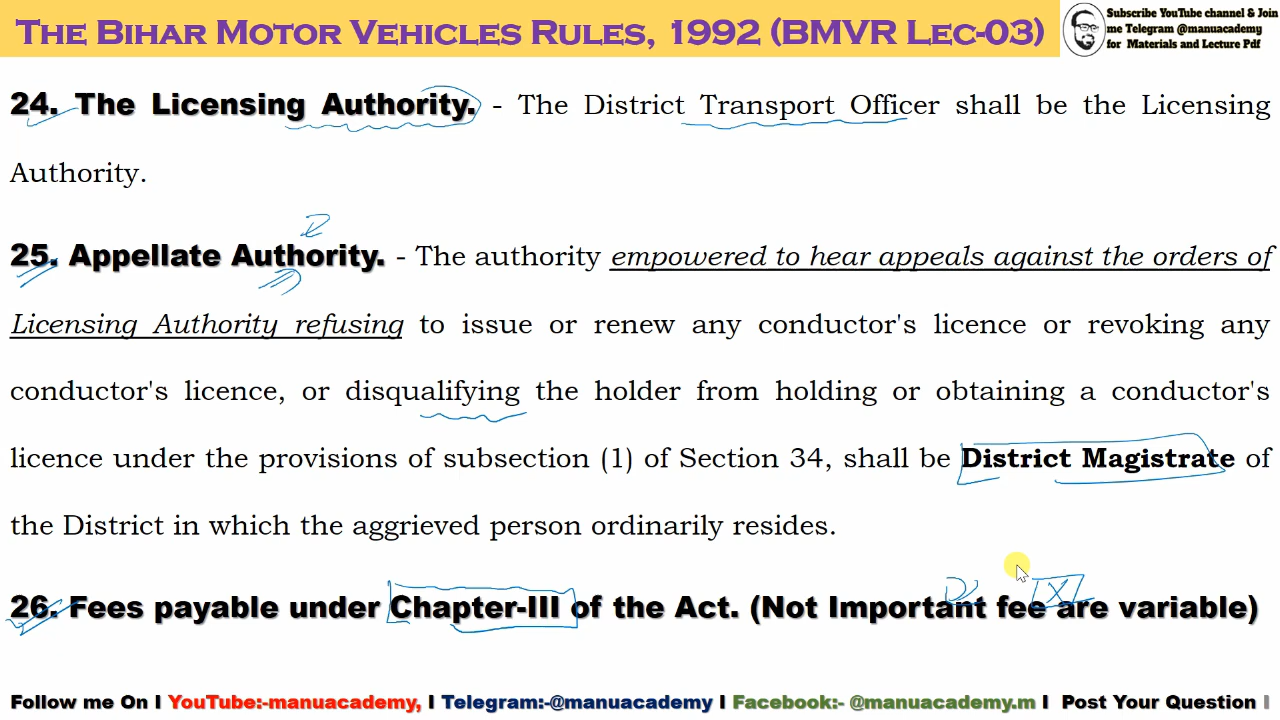 THE BIHAR MOTOR VEHICLES RULES, 1992 (BMVR LEC-03)
Subscribe YouTube channel & Join
me Telegram @manuacademy
for Materials and Lecture Pdf
24. The Licensing Authority. - The District Transport Officer shall be the Licensing
Authority.
25. Appellate Authority. - The authority empowered to hear appeals against the orders of
Licensing Authority refusing to issue or renew any conductor's licence or revoking any
conductor's licence, or disqualifying the holder from holding or obtaining a conductor's
licence under the provisions of subsection (1) of Section 34, shall be District Magistrate of
the District in which the aggrieved person ordinarily resides.
26. Fees payable under Chapter-III of the Act. (Not Important fee are variable)
Follow me On I YouTube:-manuacademy, I Telegram:-@manuacademy I Facebook:- @manuacademy.m I Post Your Question I